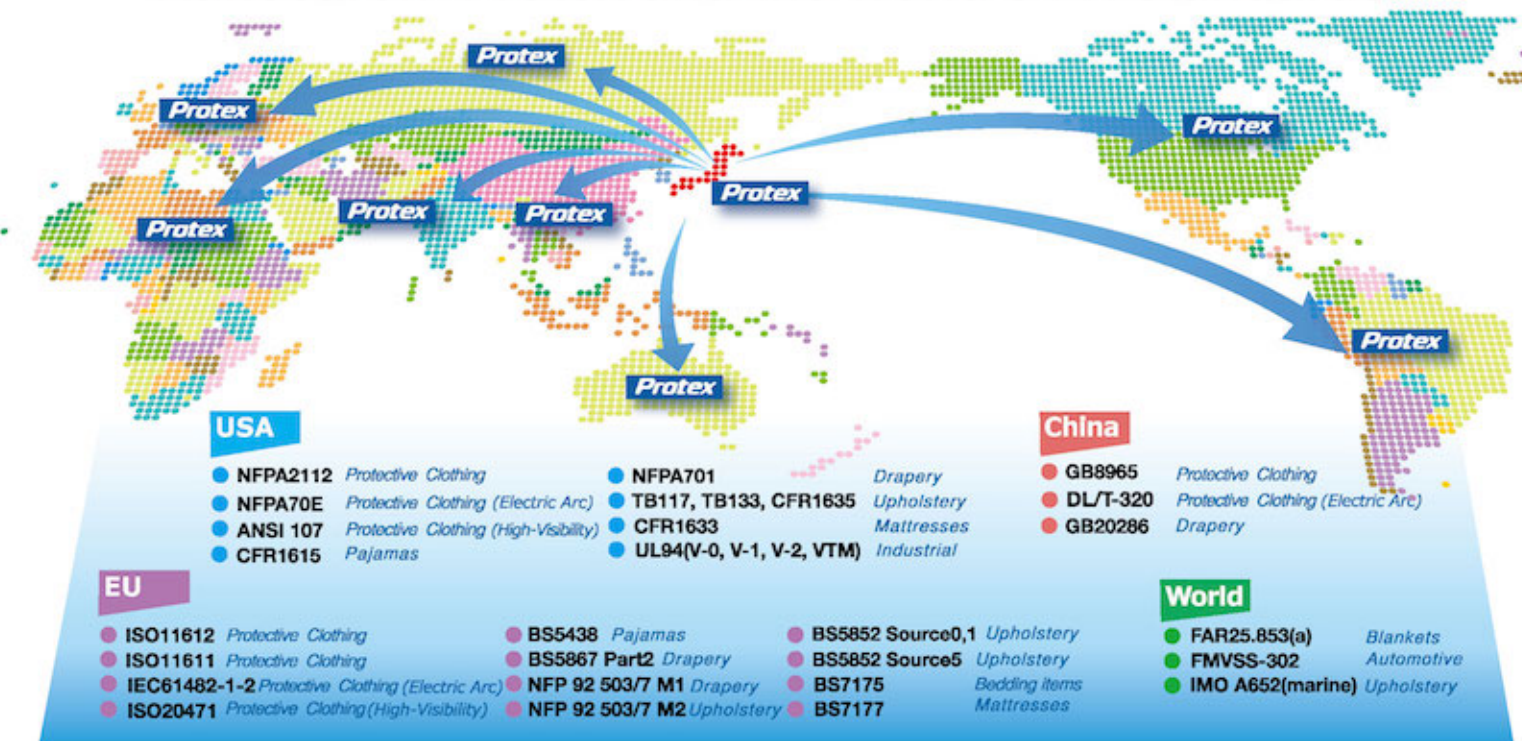 Protex
Protex
Protex
Protex
Protex
Protex
Protex
Protex
Protex
USA
NFPA2112 Protective Clothing
NFPA70E Protective Clothing (Electric Arc)
ANSI 107 Protective Clothing (High-Visibility)
CFR1615 Pajamas
NFPA701 Drapery
TB117, TB133, CFR1635 Upholstery
CFR1633 Mattresses
UL94(V-0, V-1, V-2, VTM) Industrial
China
GB8965 Protective Clothing
DL/T-320 Protective Clothing (Electric Arc)
GB20286 Drapery
EU
ISO11612 Protective Clothing
ISO11611 Protective Clothing
IEC61482-1-2 Protective Clothing (Electric Arc)
ISO20471 Protective Clothing (High-Visibility)
BS5438 Pajamas
BS5867 Part2 Drapery
NFP 92 503/7 M1 Drapery
NFP 92 503/7 M2 Upholstery
BS5852 Source0,1 Upholstery
BS5852 Source5 Upholstery
BS7175 Bedding items
BS7177 Mattresses
World
FAR25.853(a) Blankets
FMVSS-302 Automotive
IMO A652(marine) Upholstery